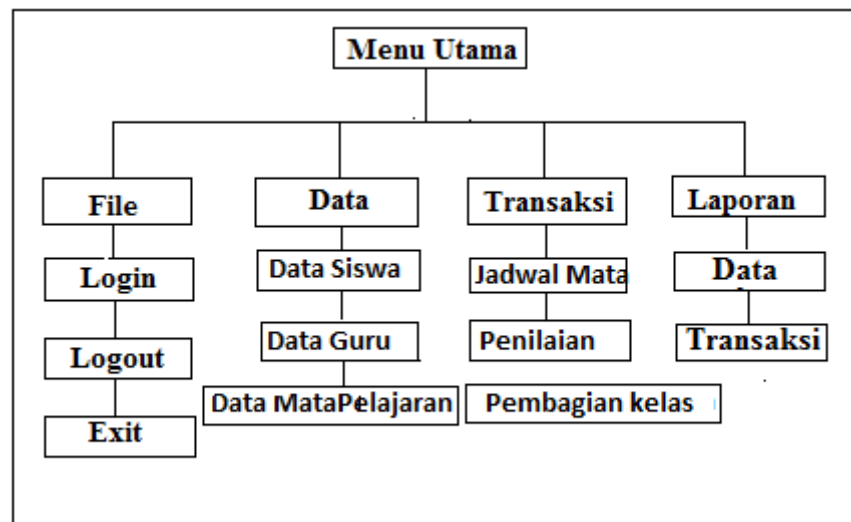 Menu Utama
File
Data
Transaksi
Laporan
Login
Data Siswa
Jadwal Mata
Data
Logout
Data Guru
Penilaian
Transaksi
Exit
Data MataPelajaran
Pembagian kelas